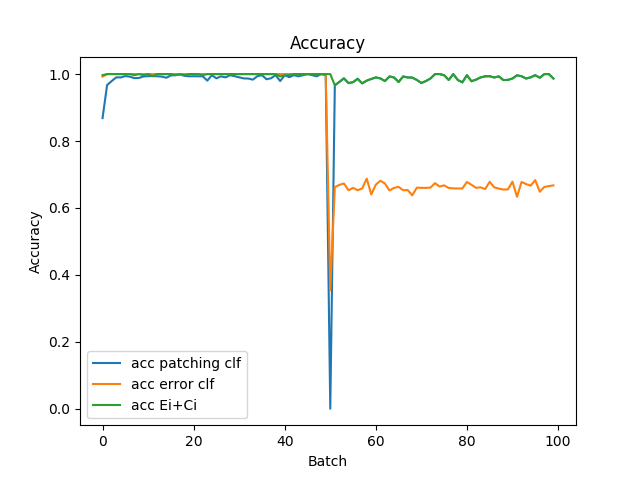 Accuracy
Accuracy
1.0
0.8
0.6
0.4
0.2
0.0
acc patching clf
acc error clf
acc Ei+Ci
0 20 40 60 80 100
Batch